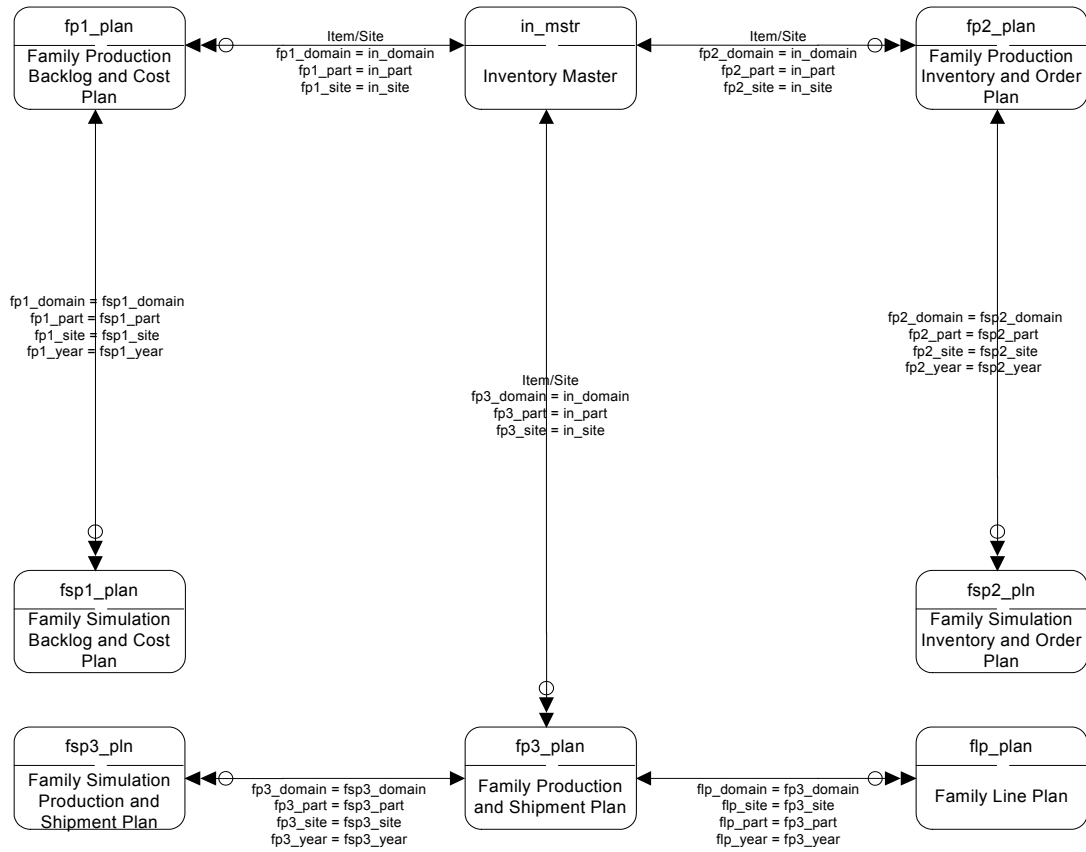 fp1_plan
Family Production
Backlog and Cost
Plan
Item/Site
fp1_domain = in_domain
fp1_part = in_part
fp1_site = in_site
in_mstr
Inventory Master
Item/Site
fp2_domain = in_domain
fp2_part = in_part
fp2_site = in_site
fp2_plan
Family Production
Inventory and Order
Plan
fp1_domain = fsp1_domain
fp1_part = fsp1_part
fp1_site = fsp1_site
fp1_year = fsp1_year
Item/Site
fp3_domain = in_domain
fp3_part = in_part
fp3_site = in_site
fp2_domain = fsp2_domain
fp2_part = fsp2_part
fp2_site = fsp2_site
fp2_year = fsp2_year
fsp1_plan
Family Simulation
Backlog and Cost
Plan
fsp2_pln
Family Simulation
Inventory and Order
Plan
fsp3_pln
Family Simulation
Production and
Shipment Plan
fp3_domain = fsp3_domain
fp3_part = fsp3_part
fp3_site = fsp3_site
fp3_year = fsp3_year
fp3_plan
Family Production
and Shipment Plan
flp_domain = fp3_domain
flp_site = fp3_site
flp_part = fp3_part
flp_year = fp3_year
flp_plan
Family Line Plan